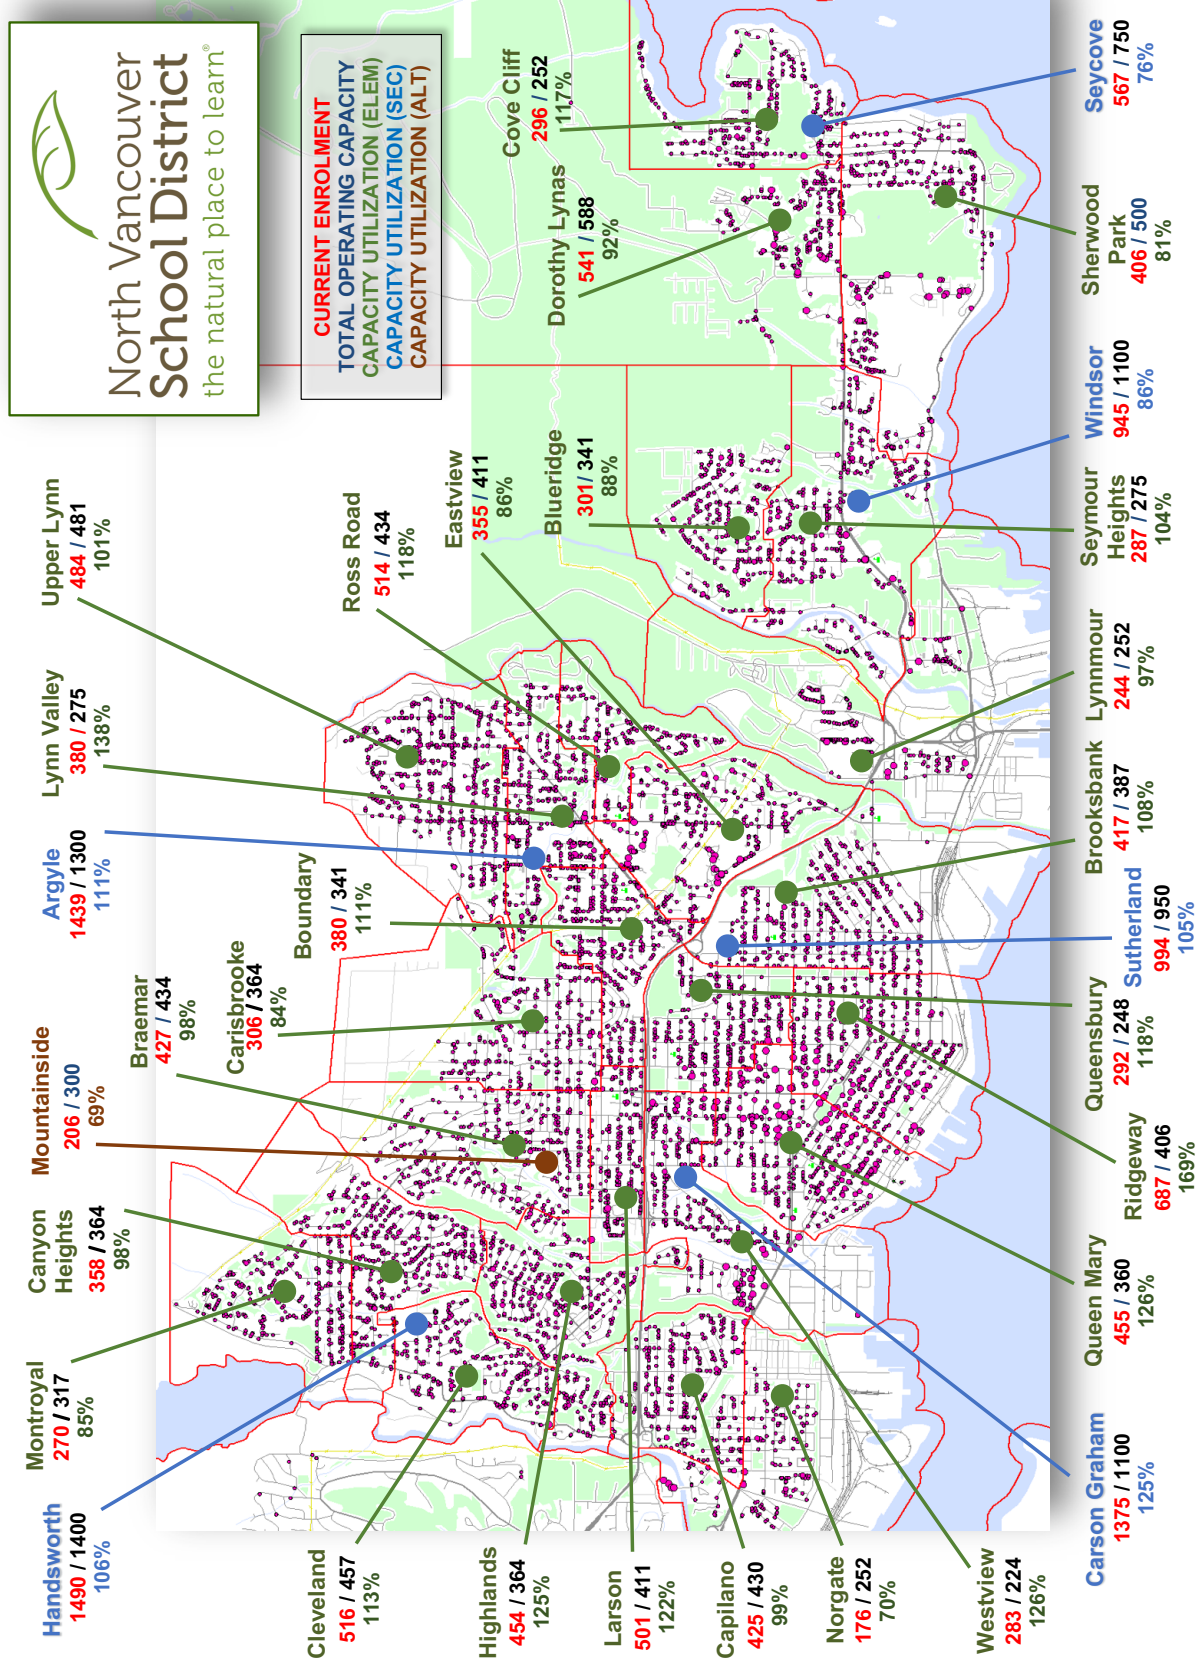 North Vancouver
School District
the natural place to learn®
CURRENT ENROLMENT
TOTAL OPERATING CAPACITY
CAPACITY UTILIZATION (ELEM)
CAPACITY UTILIZATION (SEC)
CAPACITY UTILIZATION (ALT)
Handsworth
1490 / 1400
106%
Montroyal
270 / 317
85%
Canyon
Heights
358 / 364
98%
Mountainside
206 / 300
69%
Braemar
427 / 434
98%
Carisbrooke
306 / 364
84%
Boundary
380 / 341
111%
Argyle
1439 / 1300
111%
Lynn Valley
380 / 275
138%
Upper Lynn
484 / 481
101%
Ross Road
514 / 434
118%
Eastview
355 / 411
86%
Blueridge
301/ 341
88%
Dorothy Lynas
541 / 588
92%
Cove Cliff
296 / 252
117%
Cleveland
516 / 457
113%
Highlands
454 / 364
125%
Larson
501 / 411
122%
Capilano
425 / 430
99%
Norgate
176 / 252
70%
Westview
283 / 224
126%
Carson Graham
1375 / 1100
125%
Queen Mary
455 / 360
126%
Ridgeway
687 / 406
169%
Queensbury
292 / 248
118%
Sutherland
994 / 950
105%
Brooksbank
417 / 387
108%
Lynnmour
244 / 252
97%
Seymour
Heights
287 / 275
104%
Windsor
945 / 1100
86%
Sherwood
Park
406 / 500
81%
Seycove
567 / 750
76%